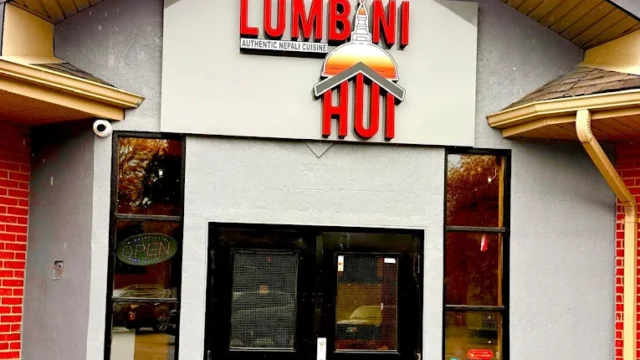 LUMBINI
AUTHENTIC NEPALI CUISINE
HUT
OPEN